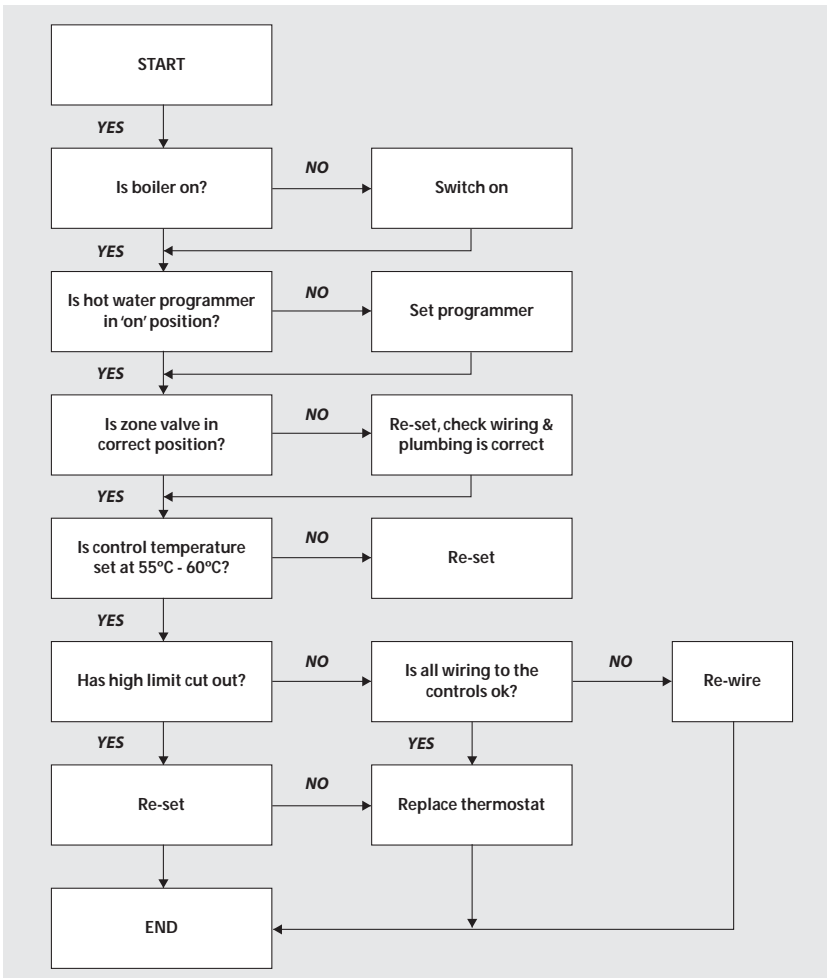 START
YES
Is boiler on?
NO
Switch on
YES
Is hot water programmer
in 'on' position?
NO
Set programmer
YES
Is zone valve in
correct position?
NO
Re-set, check wiring &
plumbing is correct
YES
Is control temperature
set at 55ºC - 60ºC?
NO
Re-set
YES
Has high limit cut out?
NO
Is all wiring to the
controls ok?
NO
Re-wire
YES
YES
Re-set
NO
Replace thermostat
END